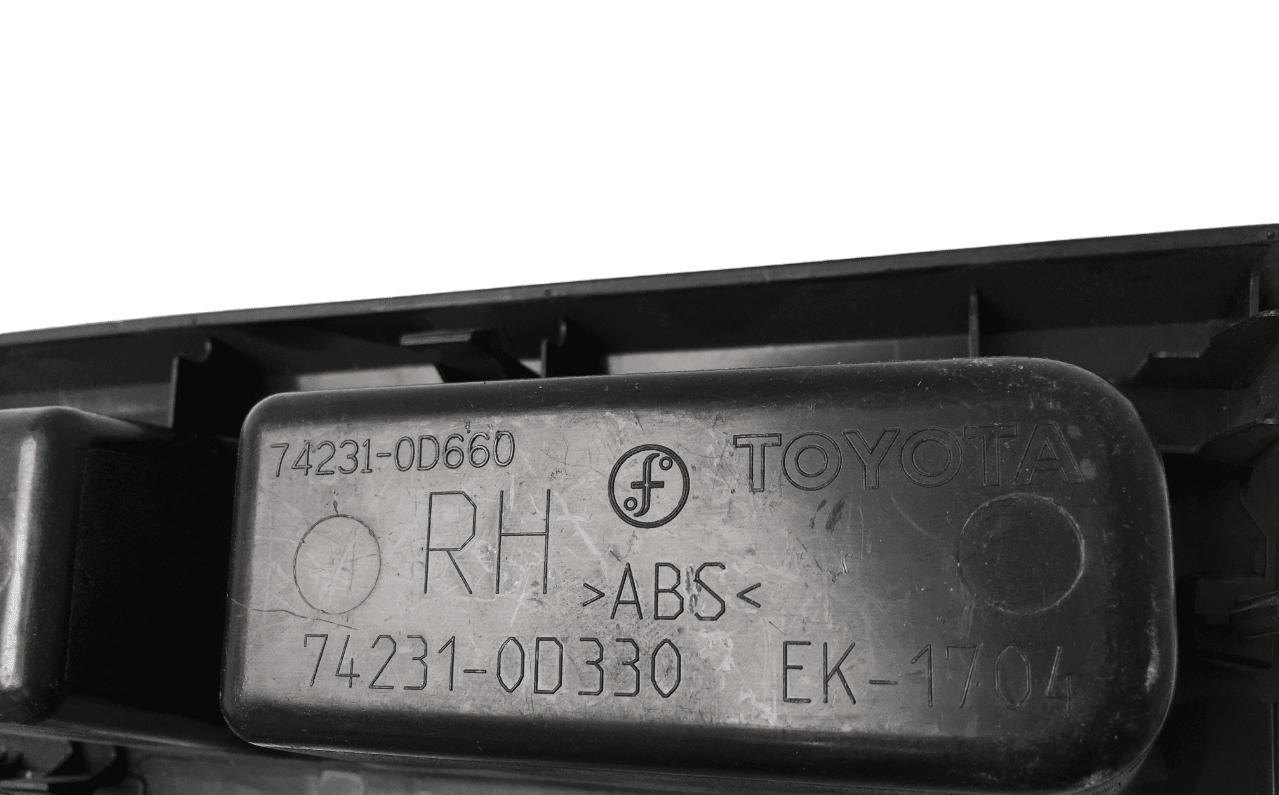 74231-0D660
TOYOTA
RH
>ABS<
74231-0D330 EK-1704